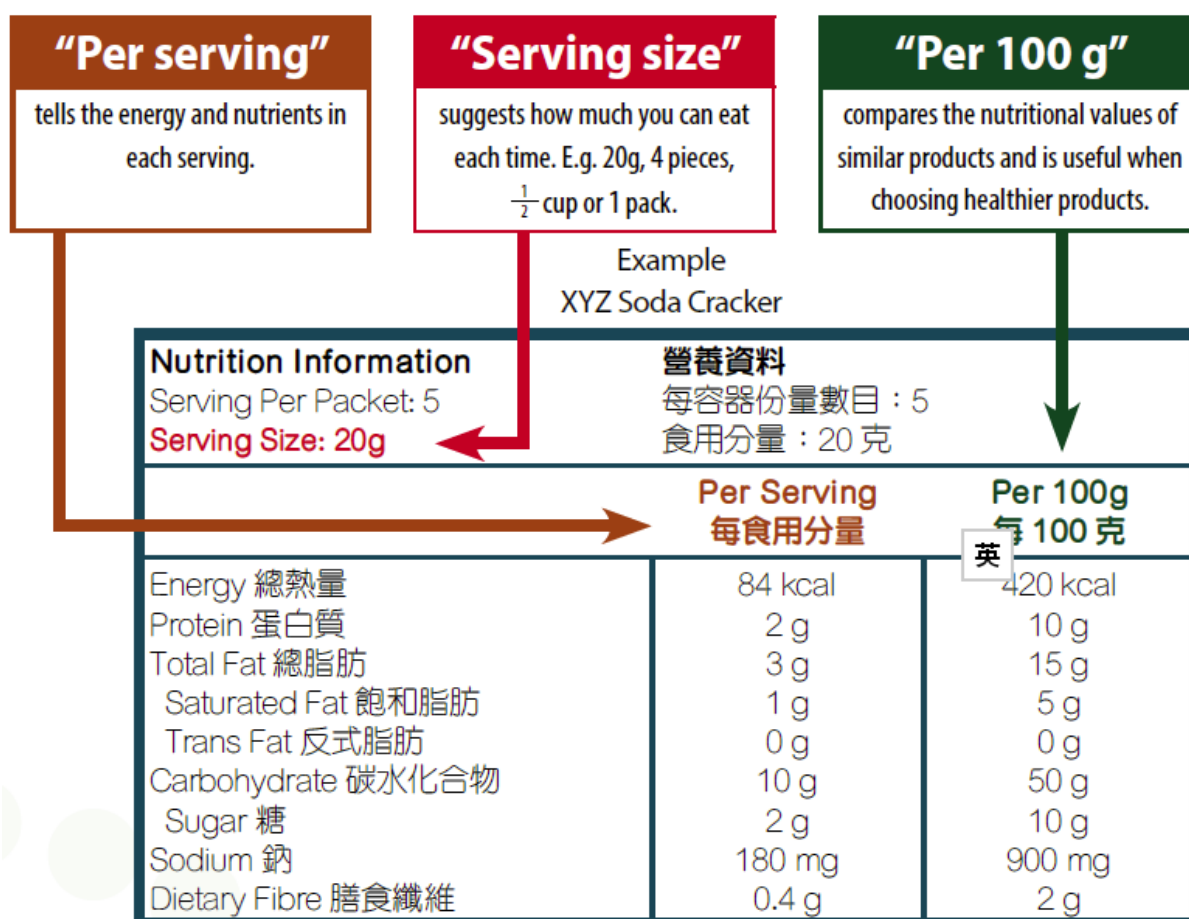 “Per serving”
tells the energy and nutrients in
each serving.
“Serving size”
suggests how much you can eat
each time. E.g. 20g, 4 pieces,
1/2 cup or 1 pack.
“Per 100 g”
compares the nutritional values of
similar products and is useful when
choosing healthier products.
Example
XYZ Soda Cracker
Nutrition Information 營養資料
Serving Per Packet: 5 每容器份量數目：5
Serving Size: 20g 食用分量：20 克
Per Serving Per 100g
每食用分量 每 100 克
英
Energy 總熱量 84 kcal 420 kcal
Protein 蛋白質 2 g 10 g
Total Fat 總脂肪 3 g 15 g
Saturated Fat 飽和脂肪 1 g 5 g
Trans Fat 反式脂肪 0 g 0 g
Carbohydrate 碳水化合物 10 g 50 g
Sugar 糖 2 g 10 g
Sodium 鈉 180 mg 900 mg
Dietary Fibre 膳食纖維 0.4 g 2 g